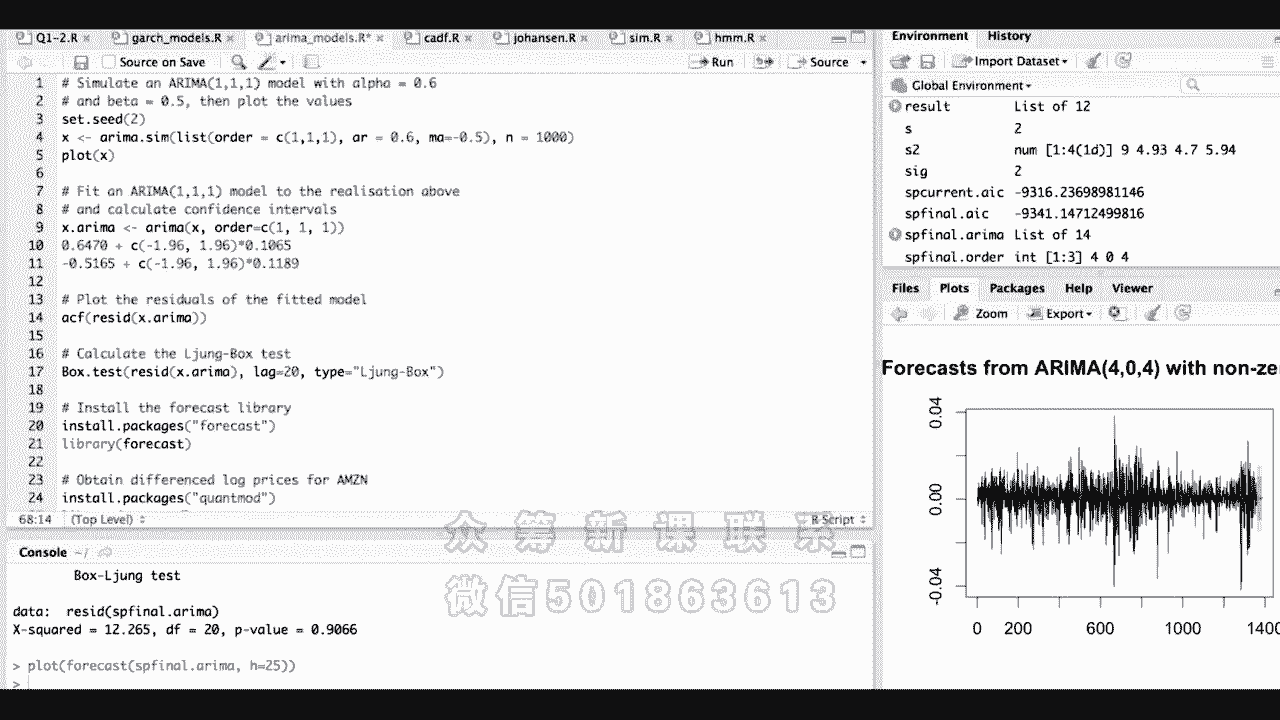 Q1-2.R × garch_models.R × arima_models.R* × cadf.R × johansen.R × sim.R × hmm.R ×
Source on Save Run Source
1 # Simulate an ARIMA(1,1,1) model with alpha = 0.6
2 # and beta = 0.5, then plot the values
3 set.seed(2)
4 x <- arima.sim(list(order = c(1,1,1), ar = 0.6, ma=-0.5), n = 1000)
5 plot(x)
6
7 # Fit an ARIMA(1,1,1) model to the realisation above
8 # and calculate confidence intervals
9 x.arima <- arima(x, order=c(1, 1, 1))
10 0.6470 + c(-1.96, 1.96)*0.1065
11 -0.5165 + c(-1.96, 1.96)*0.1189
12
13 # Plot the residuals of the fitted model
14 acf(resid(x.arima))
15
16 # Calculate the Ljung-Box test
17 Box.test(resid(x.arima), lag=20, type="Ljung-Box")
18
19 # Install the forecast library
20 install.packages("forecast")
21 library(forecast)
22
23 # Obtain differenced log prices for AMZN
24 install.packages("quantmod")
68:14 (Top Level) R Script
Console ~/
Box-Ljung test
data: resid(spfinal.arima)
X-squared = 12.265, df = 20, p-value = 0.9066
> plot(forecast(spfinal.arima, h=25))
>
Environment History
Import Dataset
Global Environment
result List of 12
s 2
s2 num [1:4(1d)] 9 4.93 4.7 5.94
sig 2
spcurrent.aic -9316.23698981146
spfinal.aic -9341.14712499816
spfinal.arima List of 14
spfinal.order int [1:3] 4 0 4
Files Plots Packages Help Viewer
Zoom Export
Forecasts from ARIMA(4,0,4) with non-ze
0.04
0.00
-0.04
0 200 600 1000 1400
众筹新课联系
微信501863613